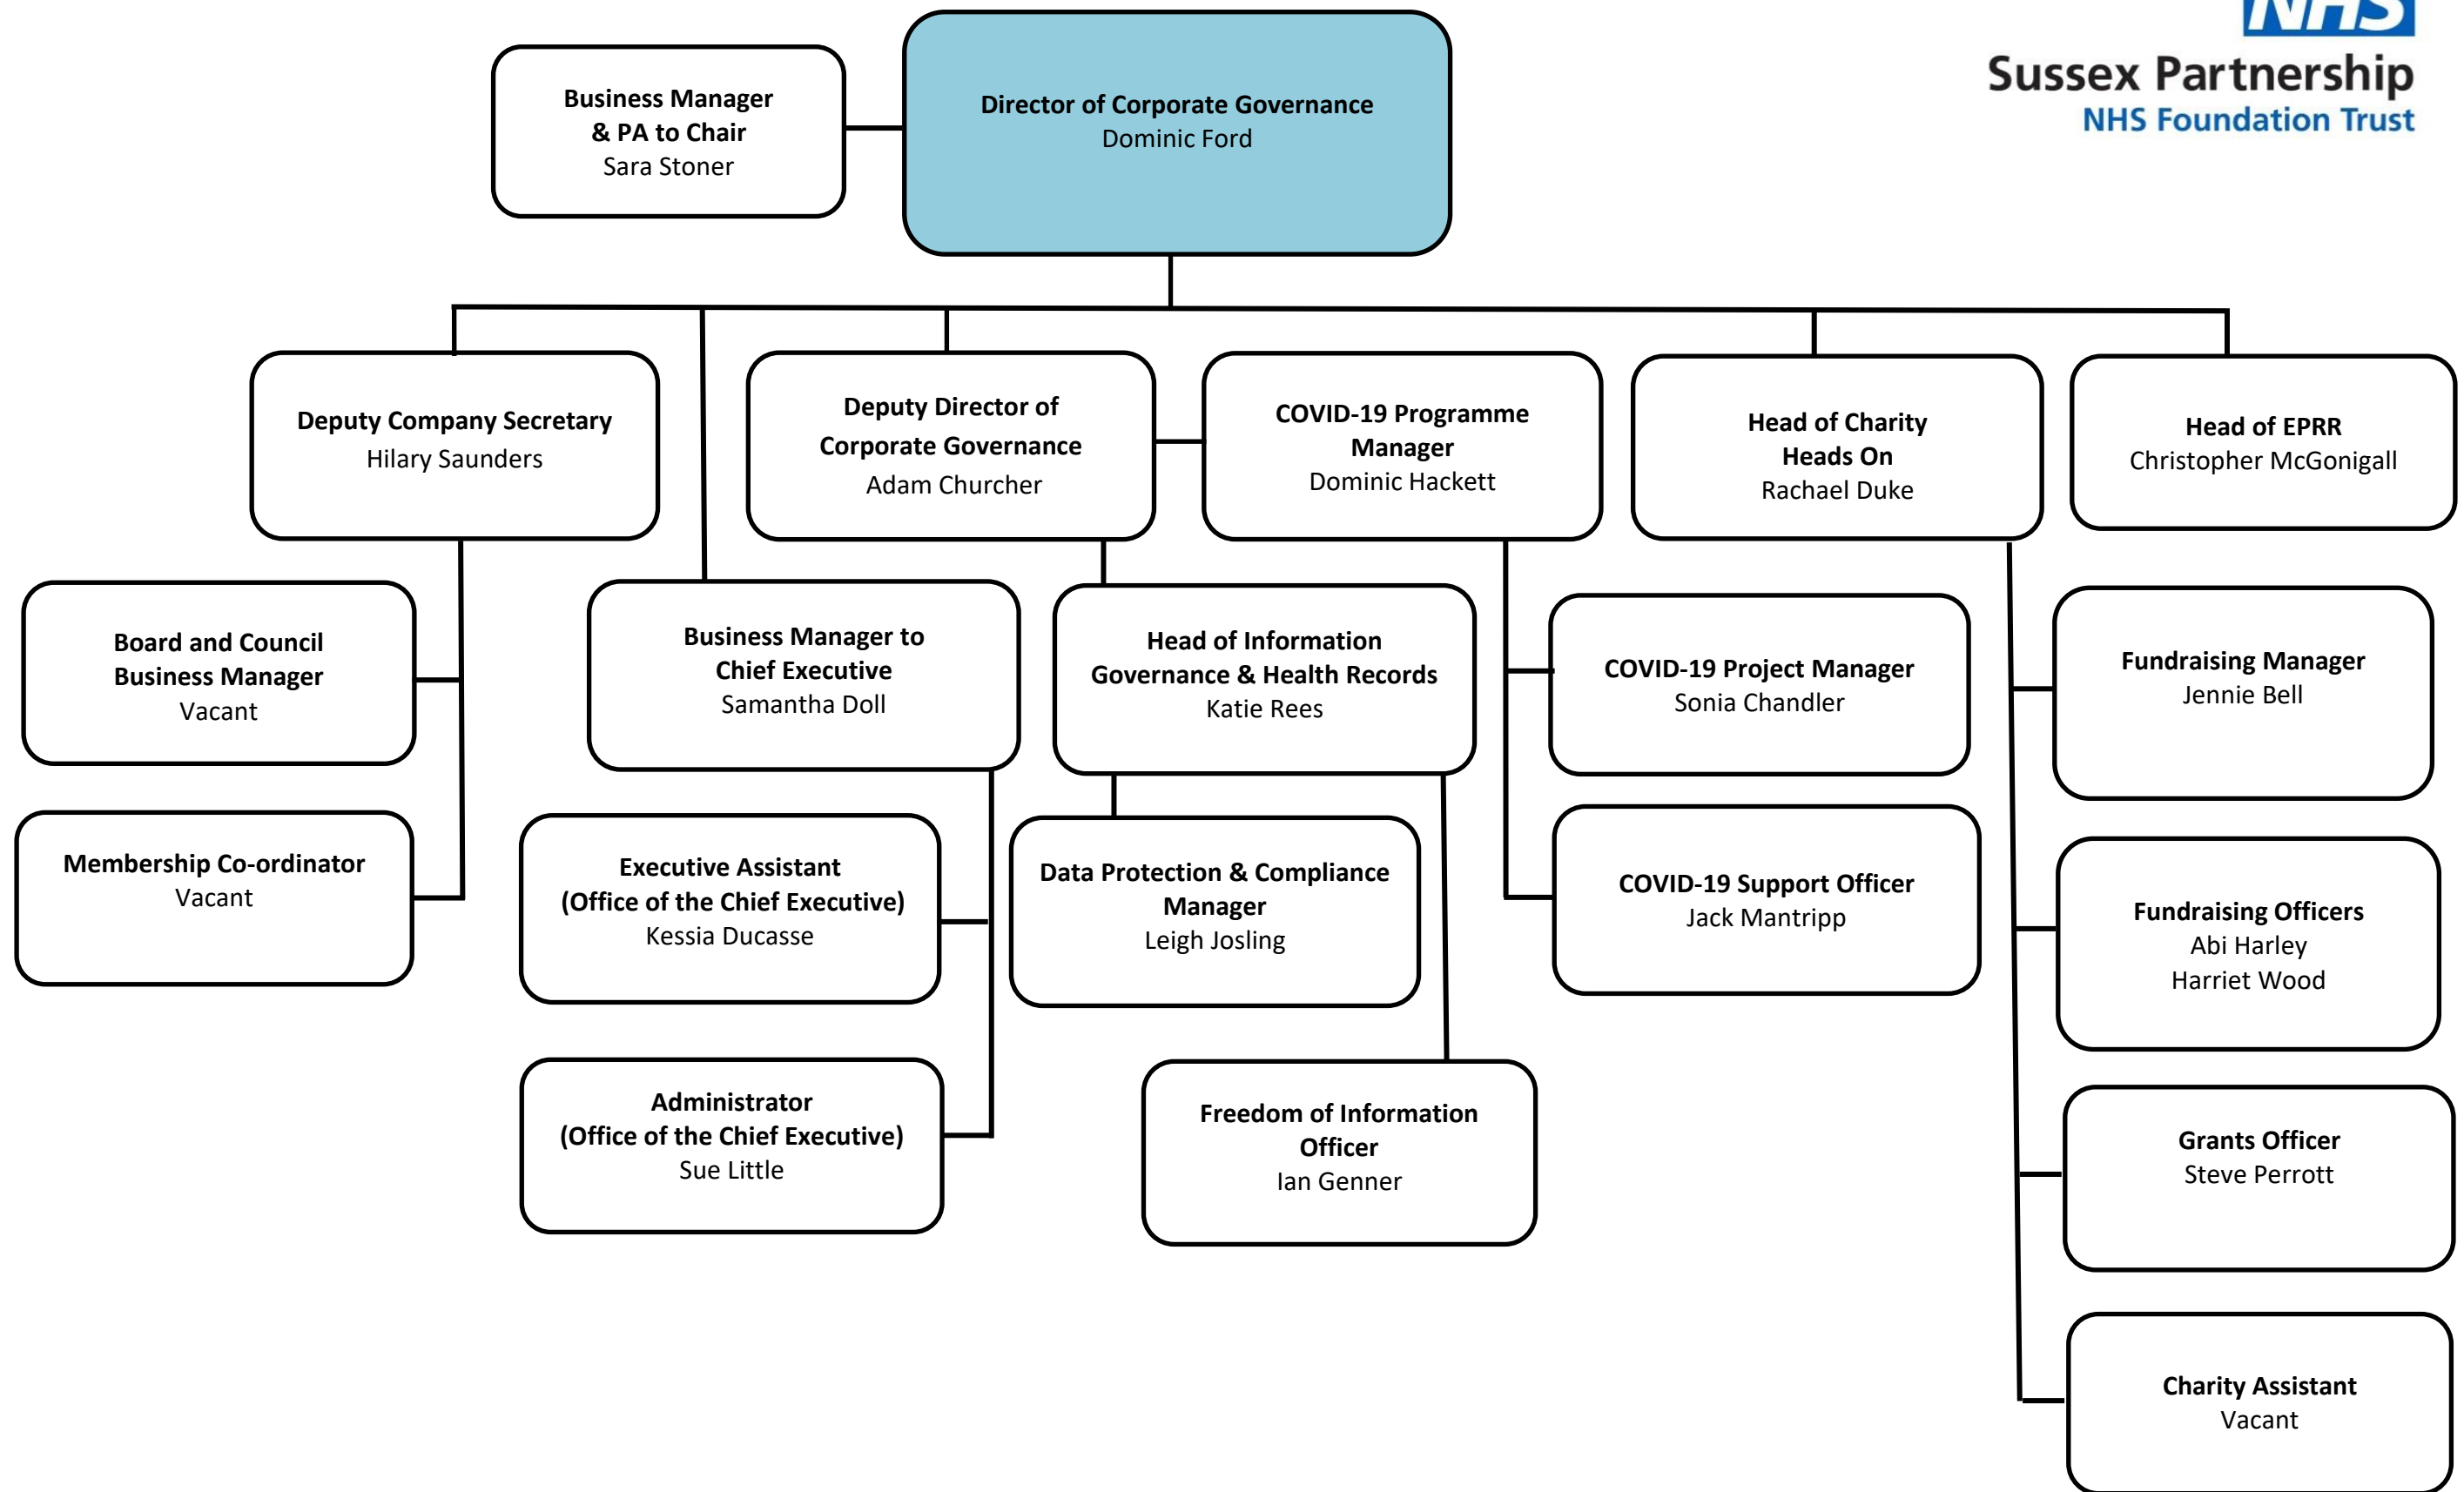 NHS
Sussex Partnership
NHS Foundation Trust
Business Manager
& PA to Chair
Sara Stoner
Director of Corporate Governance
Dominic Ford
Deputy Company Secretary
Hilary Saunders
Deputy Director of
Corporate Governance
Adam Churcher
COVID-19 Programme
Manager
Dominic Hackett
Head of Charity
Heads On
Rachael Duke
Head of EPRR
Christopher McGonigall
Board and Council
Business Manager
Vacant
Business Manager to
Chief Executive
Samantha Doll
Head of Information
Governance & Health Records
Katie Rees
COVID-19 Project Manager
Sonia Chandler
Fundraising Manager
Jennie Bell
Membership Co-ordinator
Vacant
Executive Assistant
(Office of the Chief Executive)
Kessia Ducasse
Data Protection & Compliance
Manager
Leigh Josling
COVID-19 Support Officer
Jack Mantripp
Fundraising Officers
Abi Harley
Harriet Wood
Administrator
(Office of the Chief Executive)
Sue Little
Freedom of Information
Officer
Ian Genner
Grants Officer
Steve Perrott
Charity Assistant
Vacant